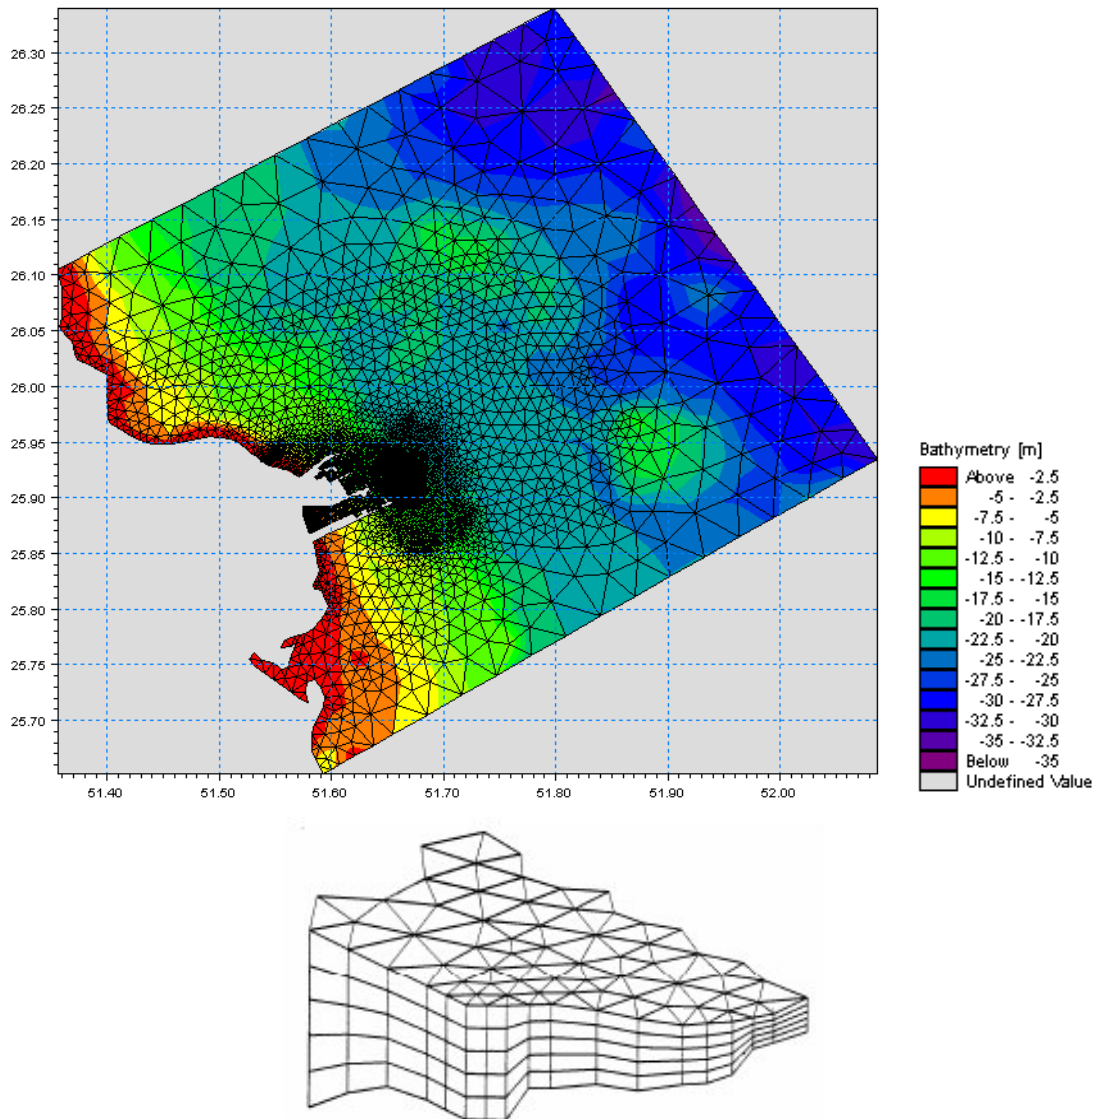 26.30
26.25
26.20
26.15
26.10
26.05
26.00
25.95
25.90
25.85
25.80
25.75
25.70
51.40 51.50 51.60 51.70 51.80 51.90 52.00
Bathymetry [m]
Above -2.5
-5 - -2.5
-7.5 - -5
-10 - -7.5
-12.5 - -10
-15 - -12.5
-17.5 - -15
-20 - -17.5
-22.5 - -20
-25 - -22.5
-27.5 - -25
-30 - -27.5
-32.5 - -30
-35 - -32.5
Below -35
Undefined Value